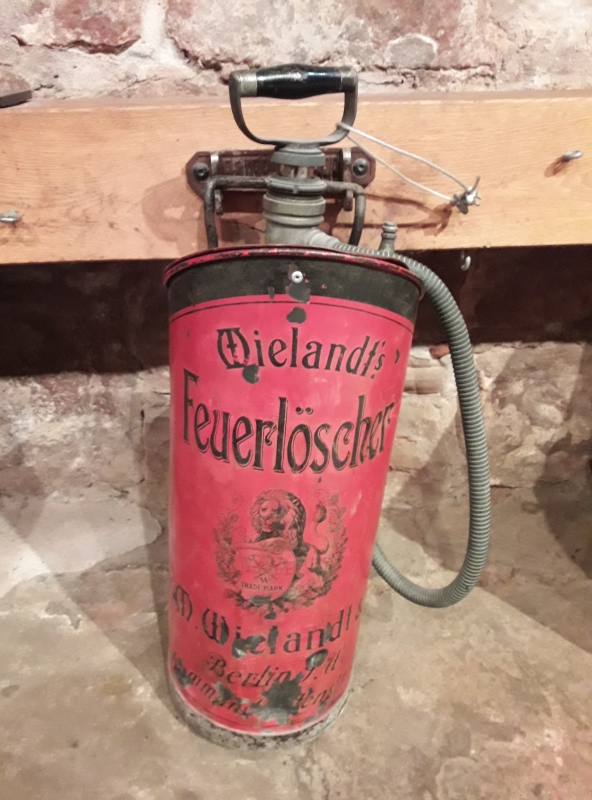 Wielandt's
Feuerlöscher
W
TRADE MARK
M. Wielandt
Berlin